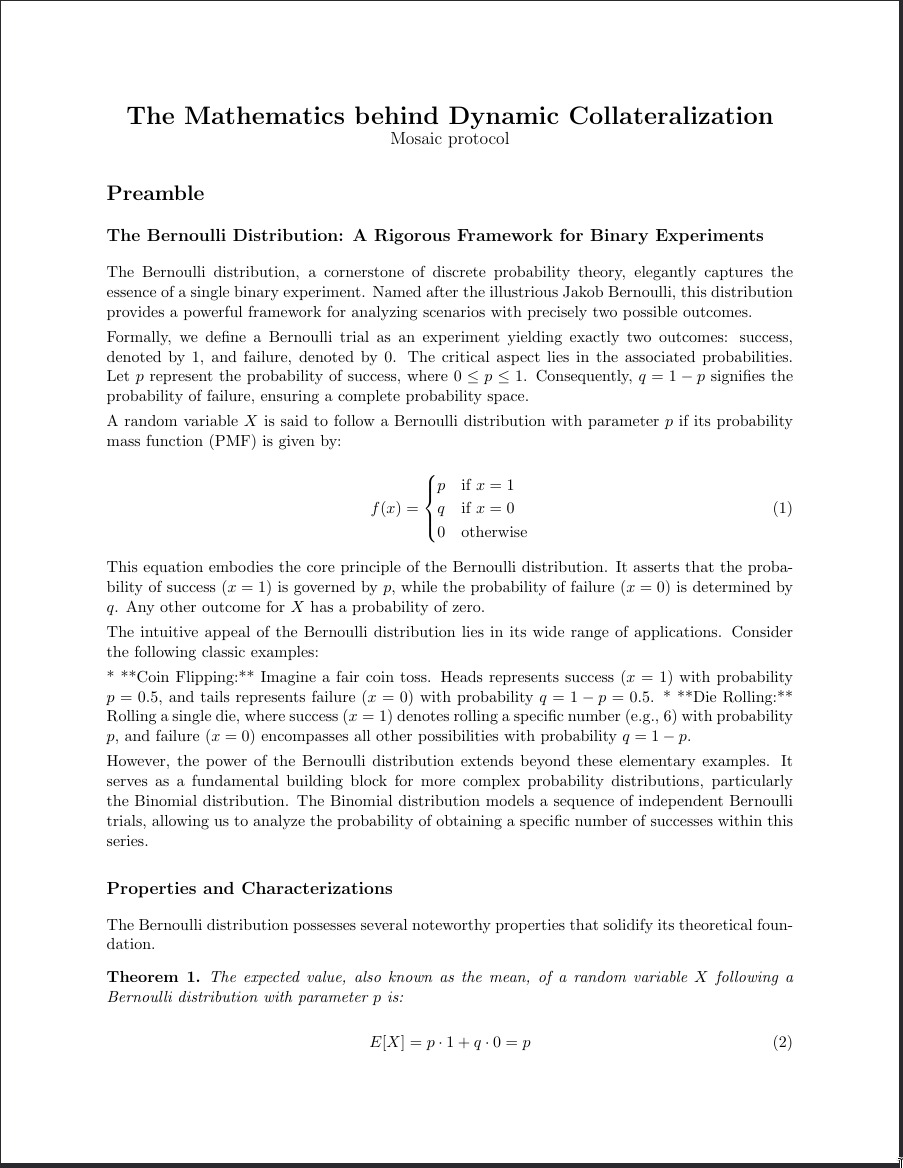 The Mathematics behind Dynamic Collateralization
Mosaic protocol
Preamble
The Bernoulli Distribution: A Rigorous Framework for Binary Experiments
The Bernoulli distribution, a cornerstone of discrete probability theory, elegantly captures the
essence of a single binary experiment. Named after the illustrious Jakob Bernoulli, this distribution
provides a powerful framework for analyzing scenarios with precisely two possible outcomes.
Formally, we define a Bernoulli trial as an experiment yielding exactly two outcomes: success,
denoted by 1, and failure, denoted by 0. The critical aspect lies in the associated probabilities.
Let p represent the probability of success, where 0 ≤ p ≤ 1. Consequently, q = 1 − p signifies the
probability of failure, ensuring a complete probability space.
A random variable X is said to follow a Bernoulli distribution with parameter p if its probability
mass function (PMF) is given by:
p if x = 1
f(x) = { q if x = 0 (1)
0 otherwise
This equation embodies the core principle of the Bernoulli distribution. It asserts that the proba-
bility of success (x = 1) is governed by p, while the probability of failure (x = 0) is determined by
q. Any other outcome for X has a probability of zero.
The intuitive appeal of the Bernoulli distribution lies in its wide range of applications. Consider
the following classic examples:
* **Coin Flipping:** Imagine a fair coin toss. Heads represents success (x = 1) with probability
p = 0.5, and tails represents failure (x = 0) with probability q = 1 − p = 0.5. * **Die Rolling:**
Rolling a single die, where success (x = 1) denotes rolling a specific number (e.g., 6) with probability
p, and failure (x = 0) encompasses all other possibilities with probability q = 1 − p.
However, the power of the Bernoulli distribution extends beyond these elementary examples. It
serves as a fundamental building block for more complex probability distributions, particularly
the Binomial distribution. The Binomial distribution models a sequence of independent Bernoulli
trials, allowing us to analyze the probability of obtaining a specific number of successes within this
series.
Properties and Characterizations
The Bernoulli distribution possesses several noteworthy properties that solidify its theoretical foun-
dation.
Theorem 1. The expected value, also known as the mean, of a random variable X following a
Bernoulli distribution with parameter p is:
E[X] = p · 1 + q · 0 = p (2)